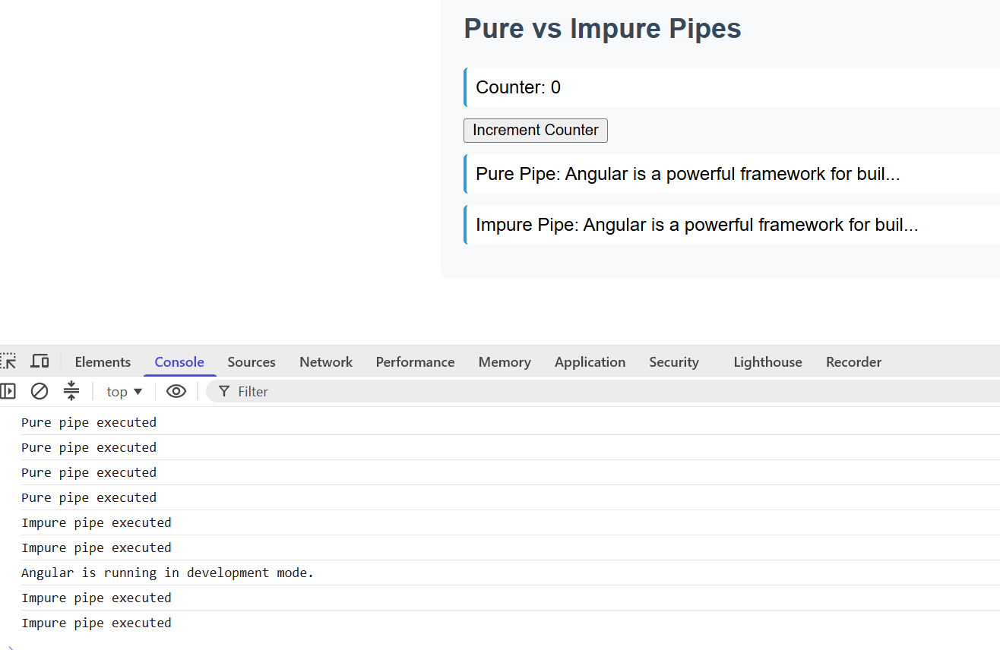 Pure vs Impure Pipes
Counter: 0
Increment Counter
Pure Pipe: Angular is a powerful framework for buil...
Impure Pipe: Angular is a powerful framework for buil...
Elements Console Sources Network Performance Memory Application Security Lighthouse Recorder
top Filter
Pure pipe executed
Pure pipe executed
Pure pipe executed
Pure pipe executed
Impure pipe executed
Impure pipe executed
Angular is running in development mode.
Impure pipe executed
Impure pipe executed